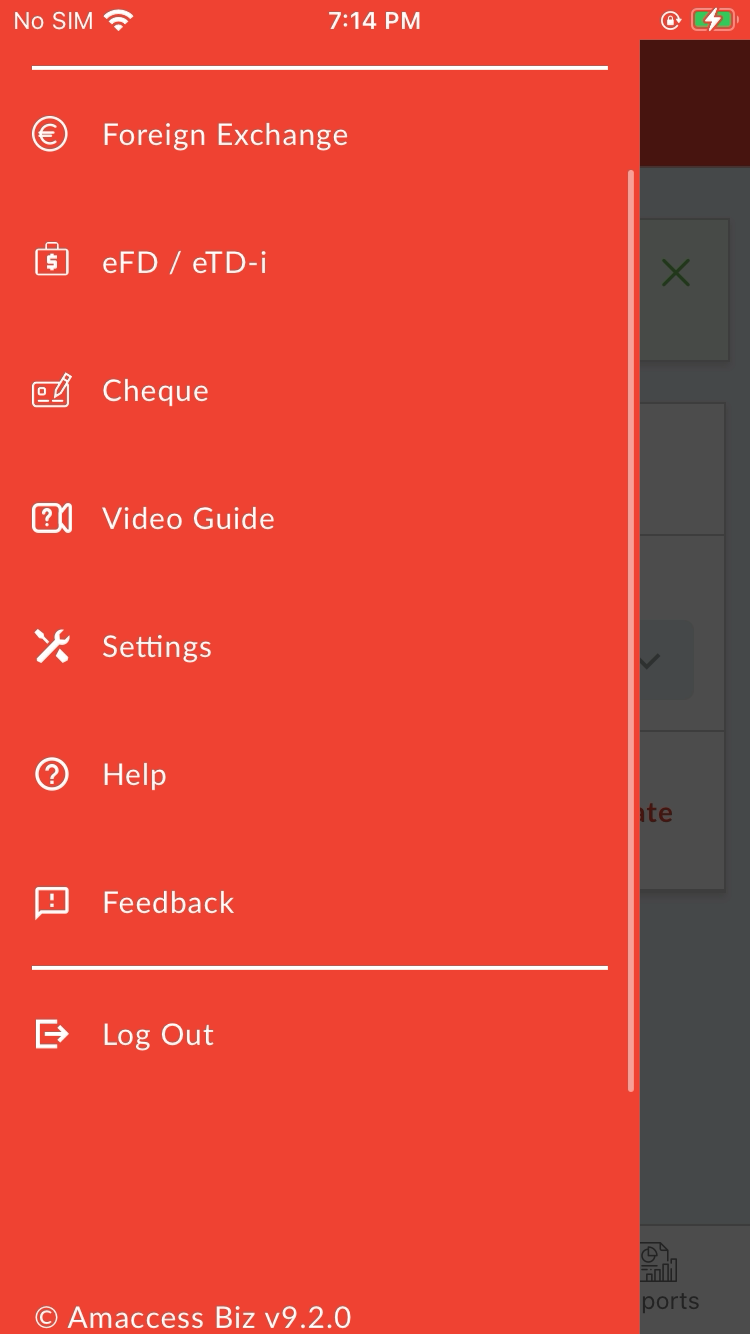 No SIM 7:14 PM
Foreign Exchange
eFD / eTD-i
Cheque
Video Guide
Settings
ate
Help
Feedback
Log Out
ports
© Amaccess Biz v9.2.0